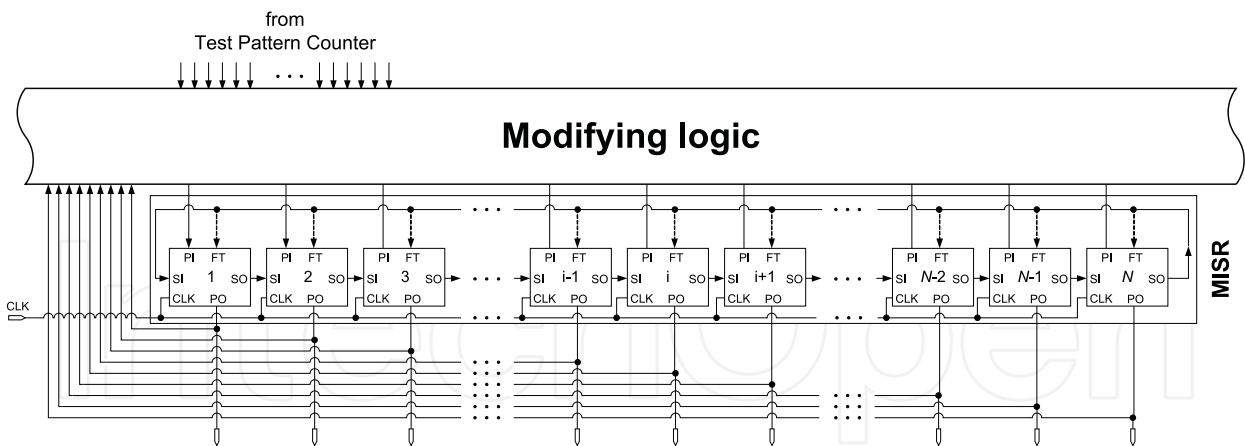 from
Test Pattern Counter
Modifying logic
PI FT
SI 1 SO
CLK PO
PI FT
SI 2 SO
CLK PO
PI FT
SI 3 SO
CLK PO
PI FT
SI i-1 SO
CLK PO
PI FT
SI i SO
CLK PO
PI FT
SI i+1 SO
CLK PO
PI FT
SI N-2 SO
CLK PO
PI FT
SI N-1 SO
CLK PO
PI FT
SI N SO
CLK PO
MISR
CLK
IntechOpen